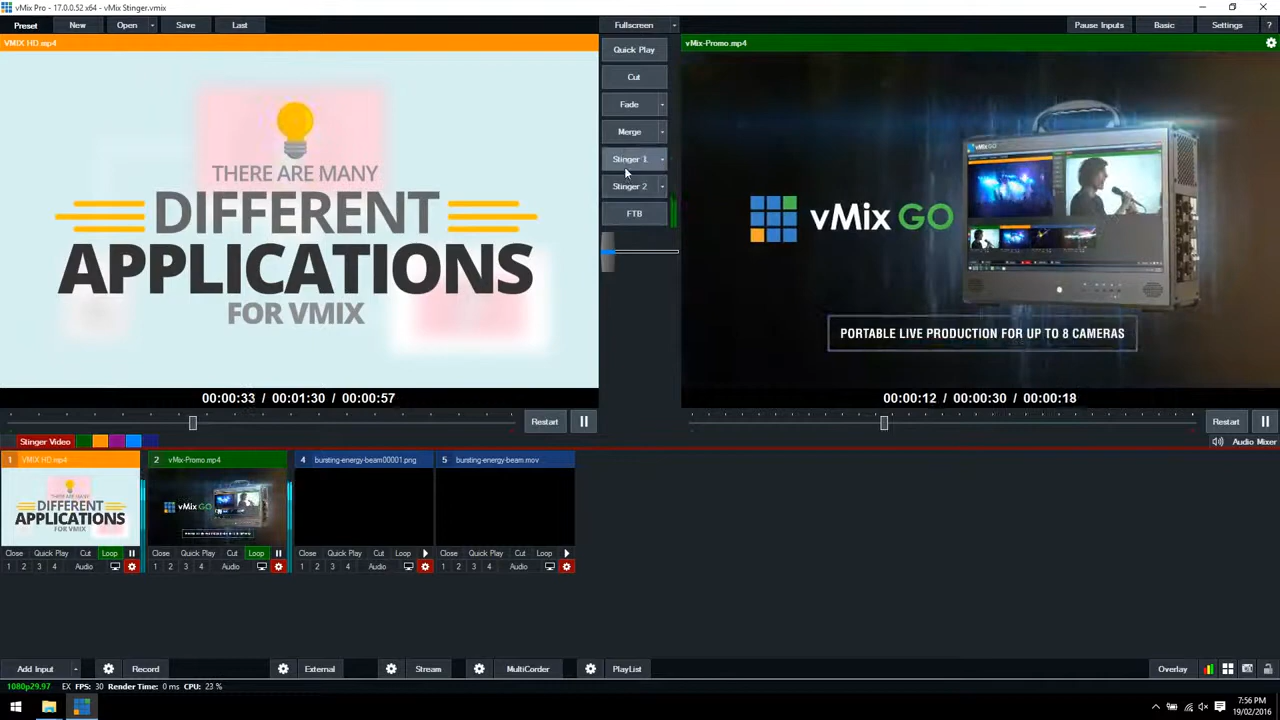 vMix Pro - 17.0.0.52 x64 - vMix Stinger.vmix
Preset New Open Save Last Fullscreen Pause Inputs Basic Settings ?
VMIX HD.mp4
THERE ARE MANY
DIFFERENT
APPLICATIONS
FOR VMIX
00:00:33 / 00:01:30 / 00:00:57
Restart
Quick Play
Cut
Fade
Merge
Stinger 1
Stinger 2
FTB
vMix-Promo.mp4
vMix GO
PORTABLE LIVE PRODUCTION FOR UP TO 8 CAMERAS
00:00:12 / 00:00:30 / 00:00:18
Restart
Stinger Video
Audio Mixer
1 VMIX HD.mp4
THERE ARE MANY
DIFFERENT
APPLICATIONS
FOR VMIX
Close Quick Play Cut Loop
1 2 3 4 Audio
2 vMix-Promo.mp4
vMix GO
Close Quick Play Cut Loop
1 2 3 4 Audio
4 bursting-energy-beam00001.png
Close Quick Play Cut Loop
1 2 3 4 Audio
5 bursting-energy-beam.mov
Close Quick Play Cut Loop
1 2 3 4 Audio
Add Input Record External Stream MultiCorder PlayList Overlay
1080p29.97 EX FPS: 30 Render Time: 0 ms CPU: 23 %
7:56 PM
19/02/2016